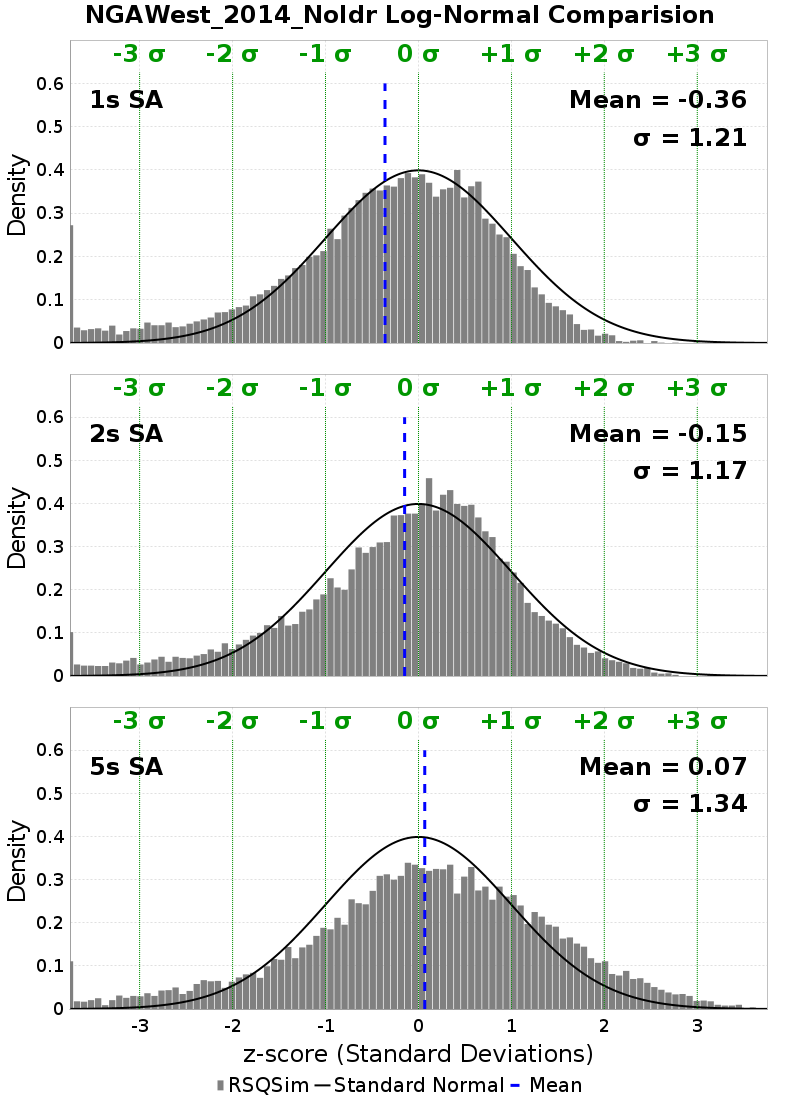 NGAWest_2014_NoIdr Log-Normal Comparision
-3 σ -2 σ -1 σ 0 σ +1 σ +2 σ +3 σ
0.6
1s SA Mean = -0.36
0.5
σ = 1.21
0.4
Density
0.3
0.2
0.1
0
-3 σ -2 σ -1 σ 0 σ +1 σ +2 σ +3 σ
0.6
2s SA Mean = -0.15
0.5
σ = 1.17
0.4
Density
0.3
0.2
0.1
0
-3 σ -2 σ -1 σ 0 σ +1 σ +2 σ +3 σ
0.6
5s SA Mean = 0.07
0.5
σ = 1.34
0.4
Density
0.3
0.2
0.1
0
-3 -2 -1 0 1 2 3
z-score (Standard Deviations)
RSQSim Standard Normal Mean